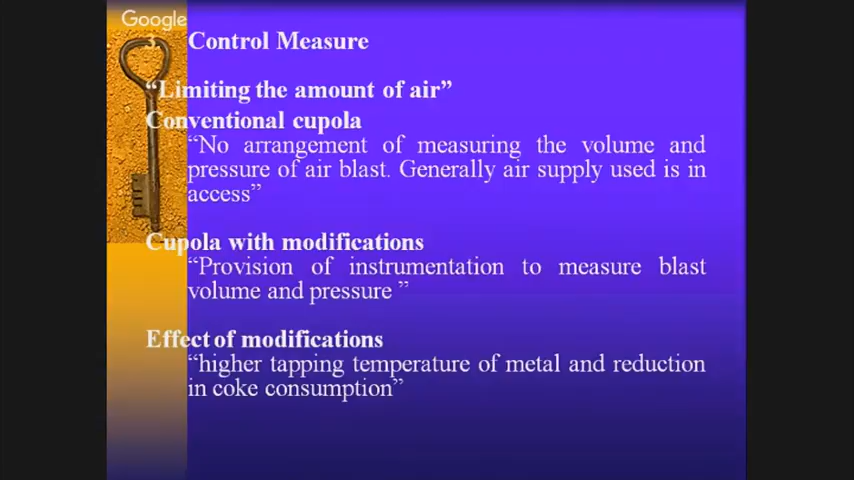 Google
3. Control Measure
“Limiting the amount of air”
Conventional cupola
“No arrangement of measuring the volume and
pressure of air blast. Generally air supply used is in
access”
Cupola with modifications
“Provision of instrumentation to measure blast
volume and pressure ”
Effect of modifications
“higher tapping temperature of metal and reduction
in coke consumption”